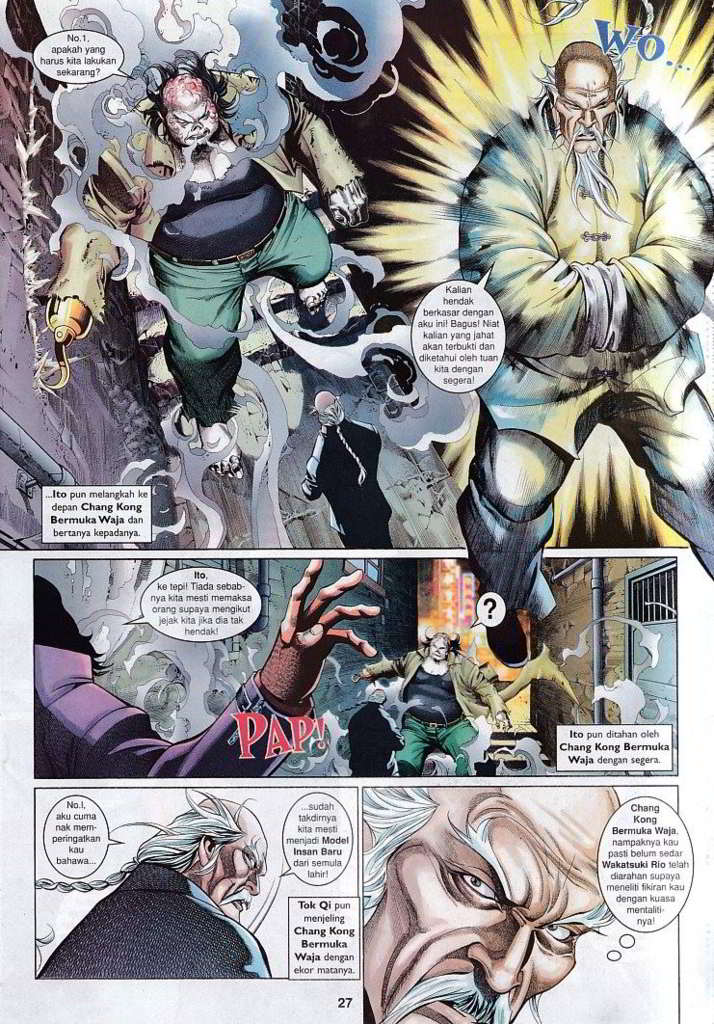 No.1,
apakah yang
harus kita lakukan
sekarang?
WO...
Kalian
hendak
berkasar dengan
aku ini! Bagus! Niat
kalian yang jahat
akan terbukti dan
diketahui oleh tuan
kita dengan
segera!
...Ito pun melangkah ke
depan Chang Kong
Bermuka Waja dan
bertanya kepadanya.
Ito,
ke tepi! Tiada sebab-
nya kita mesti memaksa
orang supaya mengikut
jejak kita jika dia tak
hendak!
?
PAP!
Ito pun ditahan oleh
Chang Kong Bermuka
Waja dengan segera.
No.I,
aku cuma
nak mem-
peringatkan
kau
bahawa...
...sudah
takdirnya
kita mesti
menjadi Model
Insan Baru
dari semula
lahir!
Tok Qi pun
menjeling
Chang Kong
Bermuka
Waja dengan
ekor matanya.
Chang
Kong
Bermuka Waja,
nampaknya kau
pasti belum sedar
Wakatsuki Rio telah
diarahan supaya
meneliti fikiran kau
dengan kuasa
mentaliti-
nya!
27